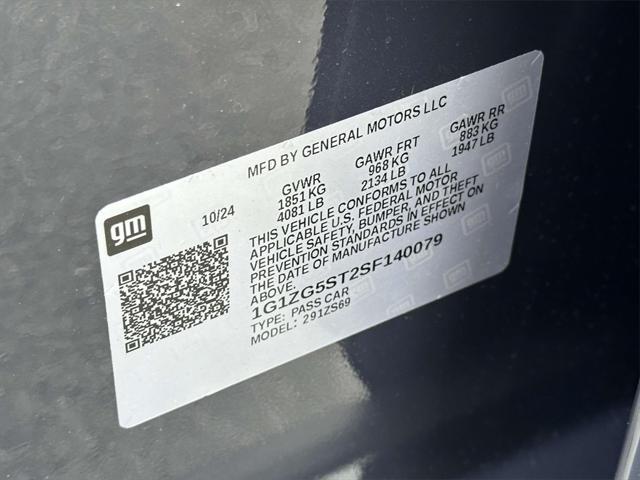 gm
10/24
MFD BY GENERAL MOTORS LLC
GVWR GAWR FRT GAWR RR
1851 KG 968 KG 883 KG
4081 LB 2134 LB 1947 LB
THIS VEHICLE CONFORMS TO ALL
APPLICABLE U.S. FEDERAL MOTOR
VEHICLE SAFETY, BUMPER, AND THEFT
PREVENTION STANDARDS IN EFFECT ON
THE DATE OF MANUFACTURE SHOWN
ABOVE.
1G1ZG5ST2SF140079
TYPE: PASS CAR
MODEL: 291ZS69